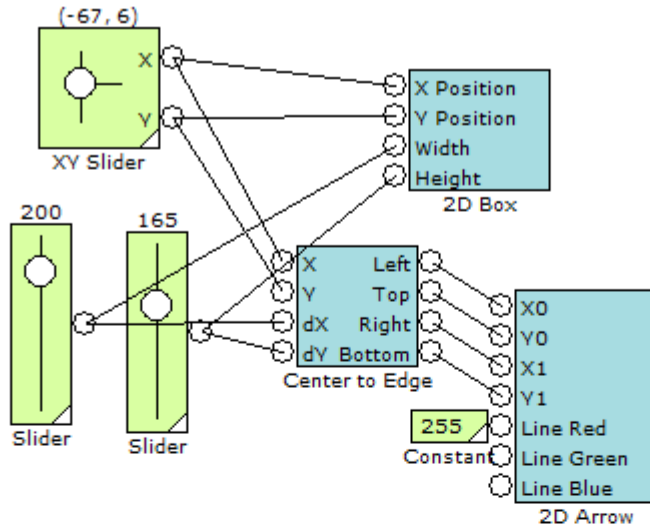 (-67, 6)
X
Y
XY Slider
X Position
Y Position
Width
Height
2D Box
200
Slider
165
Slider
X Left
Y Top
dX Right
dY Bottom
Center to Edge
255
Constant
X0
Y0
X1
Y1
Line Red
Line Green
Line Blue
2D Arrow